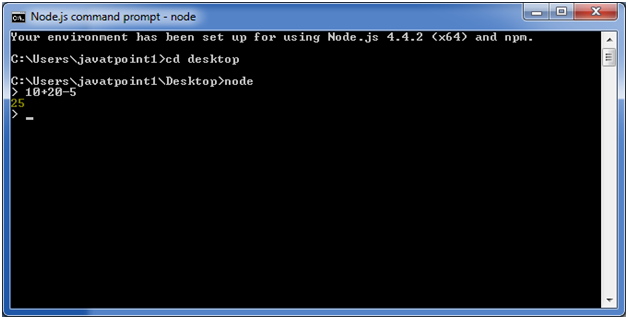 Node.js command prompt - node
Your environment has been set up for using Node.js 4.4.2 (x64) and npm.
C:\Users\javatpoint1>cd desktop
C:\Users\javatpoint1\Desktop>node
> 10+20-5
25
> _